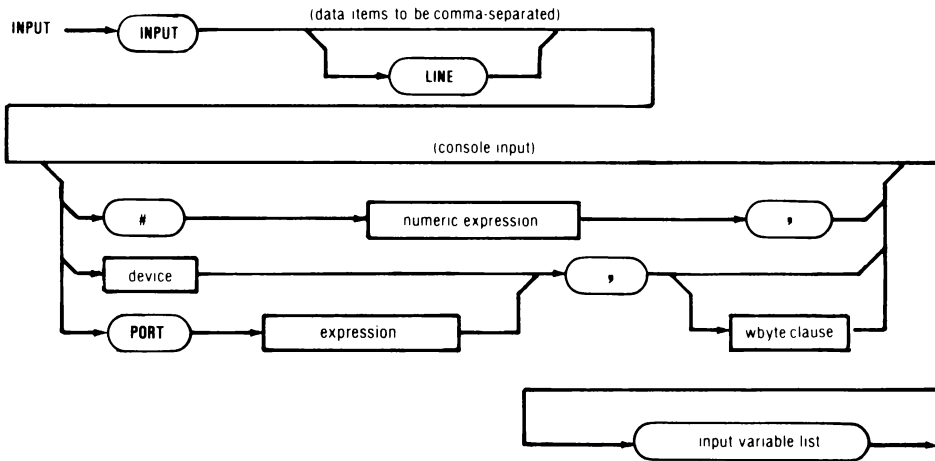 (data items to be comma-separated)
INPUT INPUT
LINE
(console input)
# numeric expression ,
device ,
PORT expression wbyte clause
input variable list